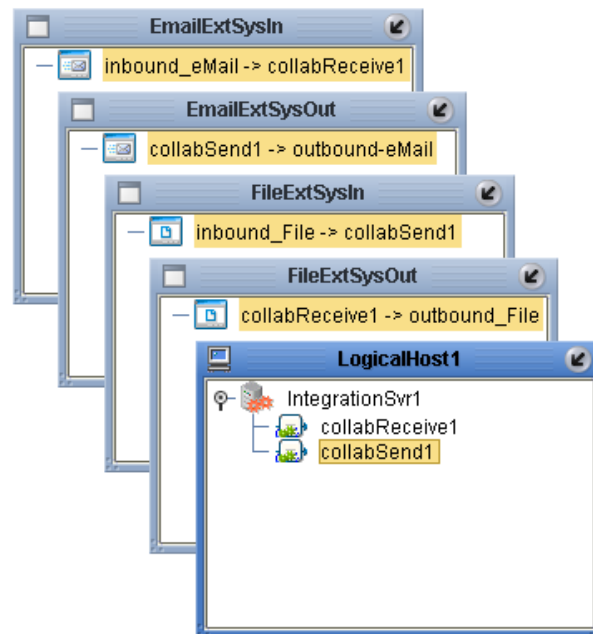 EmailExtSysIn
inbound_eMail -> collabReceive1
EmailExtSysOut
collabSend1 -> outbound-eMail
FileExtSysIn
inbound_File -> collabSend1
FileExtSysOut
collabReceive1 -> outbound_File
LogicalHost1
IntegrationSvr1
collabReceive1
collabSend1